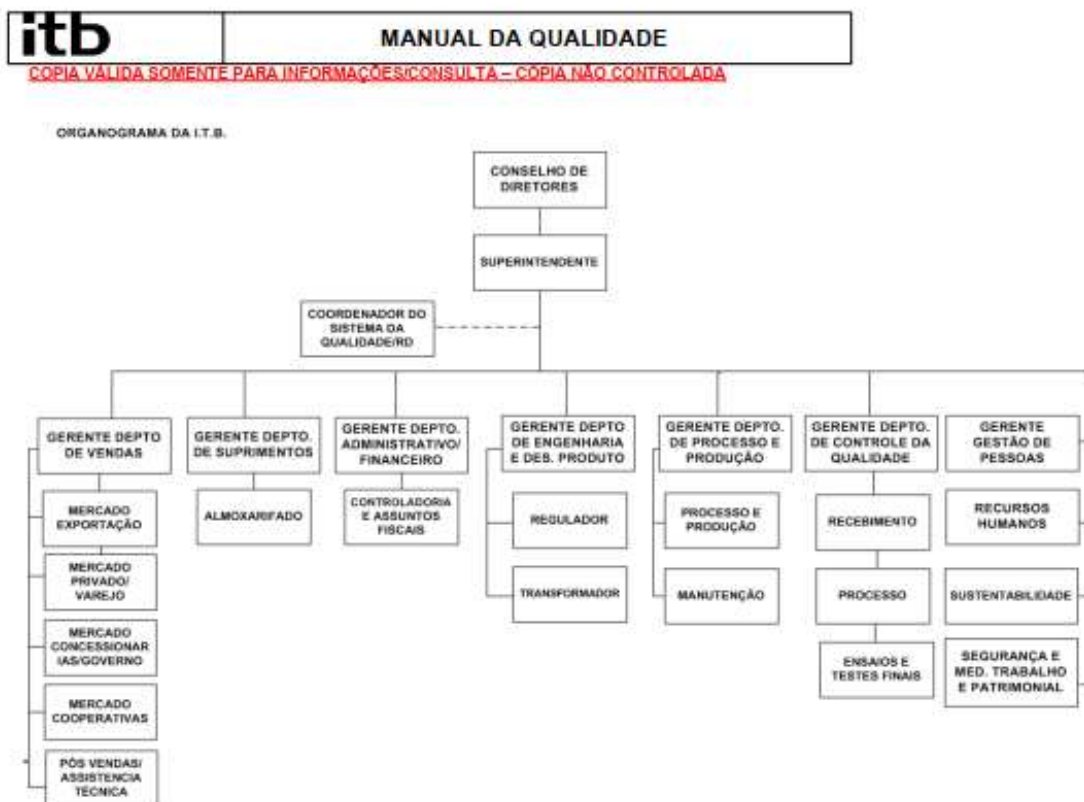 itb
MANUAL DA QUALIDADE
COPIA VÁLIDA SOMENTE PARA INFORMAÇÕES/CONSULTA – CÓPIA NÃO CONTROLADA
ORGANOGRAMA DA I.T.B.
CONSELHO DE
DIRETORES
SUPERINTENDENTE
COORDENADOR DO
SISTEMA DA
QUALIDADE/RD
GERENTE DEPTO
DE VENDAS
MERCADO
EXPORTAÇÃO
MERCADO
PRIVADO/
VAREJO
MERCADO
CONCESSIONAR
IAS/GOVERNO
MERCADO
COOPERATIVAS
PÓS VENDAS/
ASSISTENCIA
TECNICA
GERENTE DEPTO.
DE SUPRIMENTOS
ALMOXARIFADO
GERENTE DEPTO.
ADMINISTRATIVO/
FINANCEIRO
CONTROLADORIA
E ASSUNTOS
FISCAIS
GERENTE DEPTO
DE ENGENHARIA
E DES. PRODUTO
REGULADOR
TRANSFORMADOR
GERENTE DEPTO.
DE PROCESSO E
PRODUÇÃO
PROCESSO E
PRODUÇÃO
MANUTENÇÃO
GERENTE DEPTO.
DE CONTROLE DA
QUALIDADE
RECEBIMENTO
PROCESSO
ENSAIOS E
TESTES FINAIS
GERENTE
GESTÃO DE
PESSOAS
RECURSOS
HUMANOS
SUSTENTABILIDADE
SEGURANÇA E
MED. TRABALHO
E PATRIMONIAL